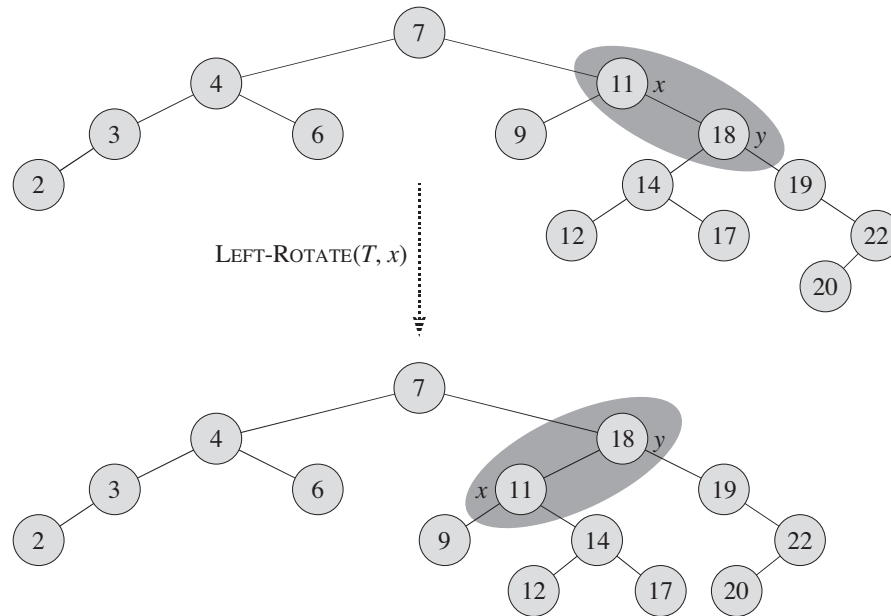 7
4 11 x
3 6 9 18 y
2 14 19
12 17 22
LEFT-ROTATE(T, x)
20
7
4 18 y
3 6 x 11 19
2 9 14 22
12 17 20